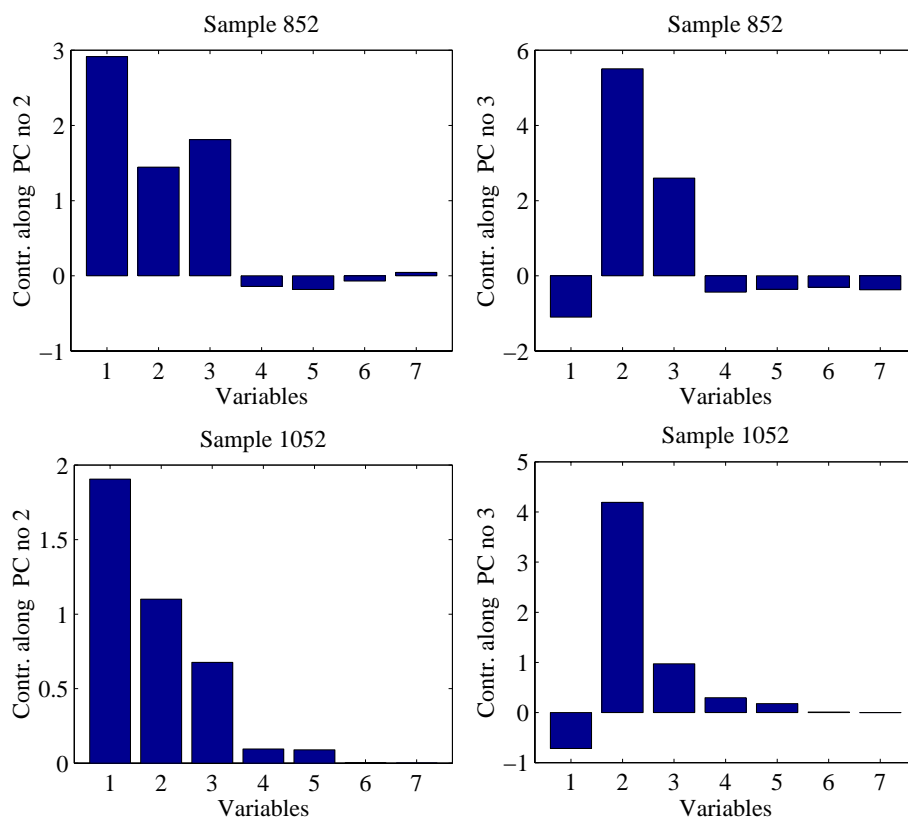 Sample 852
3
2
1
0
−1
Contr. along PC no 2
1 2 3 4 5 6 7
Variables
Sample 852
6
4
2
0
−2
Contr. along PC no 3
1 2 3 4 5 6 7
Variables
Sample 1052
2
1.5
1
0.5
0
Contr. along PC no 2
1 2 3 4 5 6 7
Variables
Sample 1052
5
4
3
2
1
0
−1
Contr. along PC no 3
1 2 3 4 5 6 7
Variables